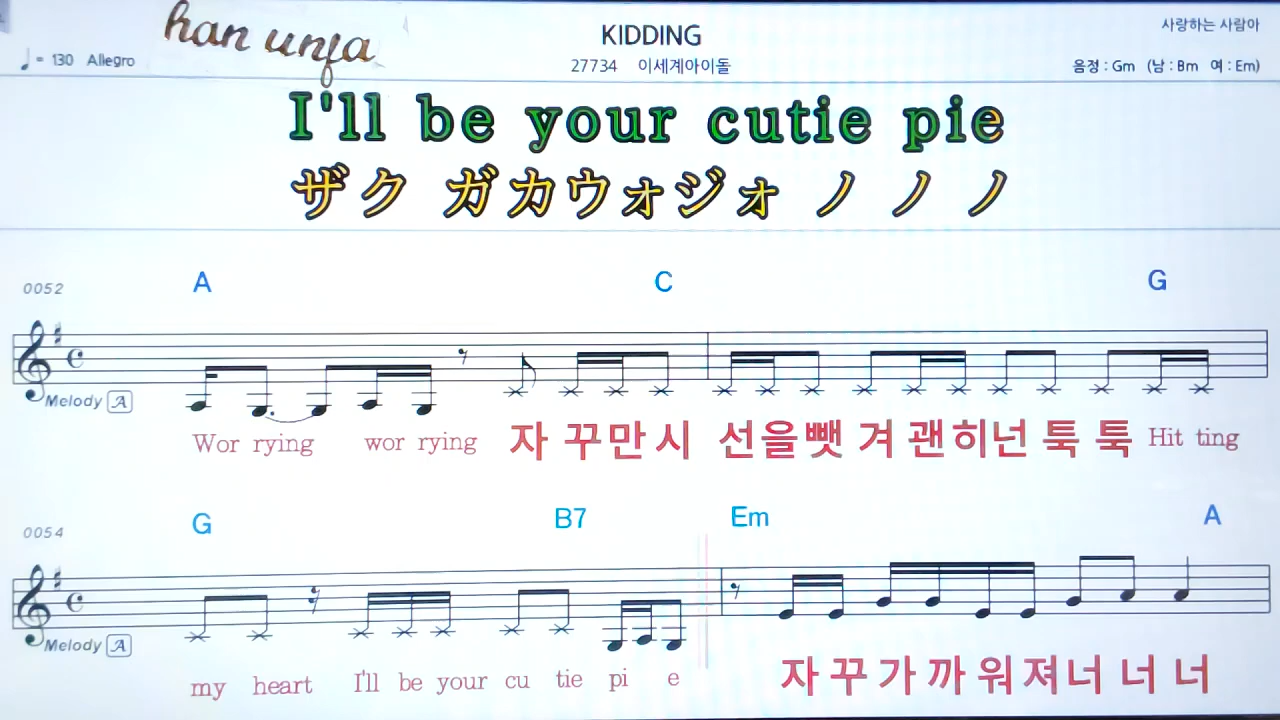 han unfa
KIDDING
사랑하는 사람아
♩ = 130 Allegro
27734 이세계아이돌
음정 : Gm (남 : Bm 여 : Em)
I'll be your cutie pie
ザク ガカウォジォ ノ ノ ノ
0052
A C G
Melody A
Wor rying wor rying 자 꾸만 시 선을뺏 겨 괜히넌 툭 툭 Hit ting
0054
G B7 Em A
Melody A
my heart I'll be your cu tie pi e 자 꾸 가 까 워 져 너 너 너